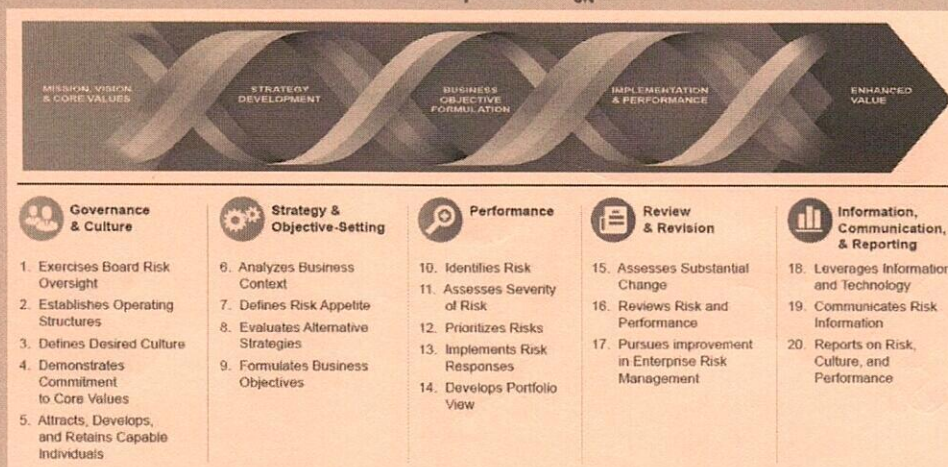 MISSION, VISION,
& CORE VALUES
STRATEGY
DEVELOPMENT
BUSINESS
OBJECTIVE
FORMULATION
IMPLEMENTATION
& PERFORMANCE
ENHANCED
VALUE
Governance
& Culture
1. Exercises Board Risk
Oversight
2. Establishes Operating
Structures
3. Defines Desired Culture
4. Demonstrates
Commitment
to Core Values
5. Attracts, Develops,
and Retains Capable
Individuals
Strategy &
Objective-Setting
6. Analyzes Business
Context
7. Defines Risk Appetite
8. Evaluates Alternative
Strategies
9. Formulates Business
Objectives
Performance
10. Identifies Risk
11. Assesses Severity
of Risk
12. Prioritizes Risks
13. Implements Risk
Responses
14. Develops Portfolio
View
Review
& Revision
15. Assesses Substantial
Change
16. Reviews Risk and
Performance
17. Pursues improvement
in Enterprise Risk
Management
Information,
Communication,
& Reporting
18. Leverages Information
and Technology
19. Communicates Risk
Information
20. Reports on Risk,
Culture, and
Performance